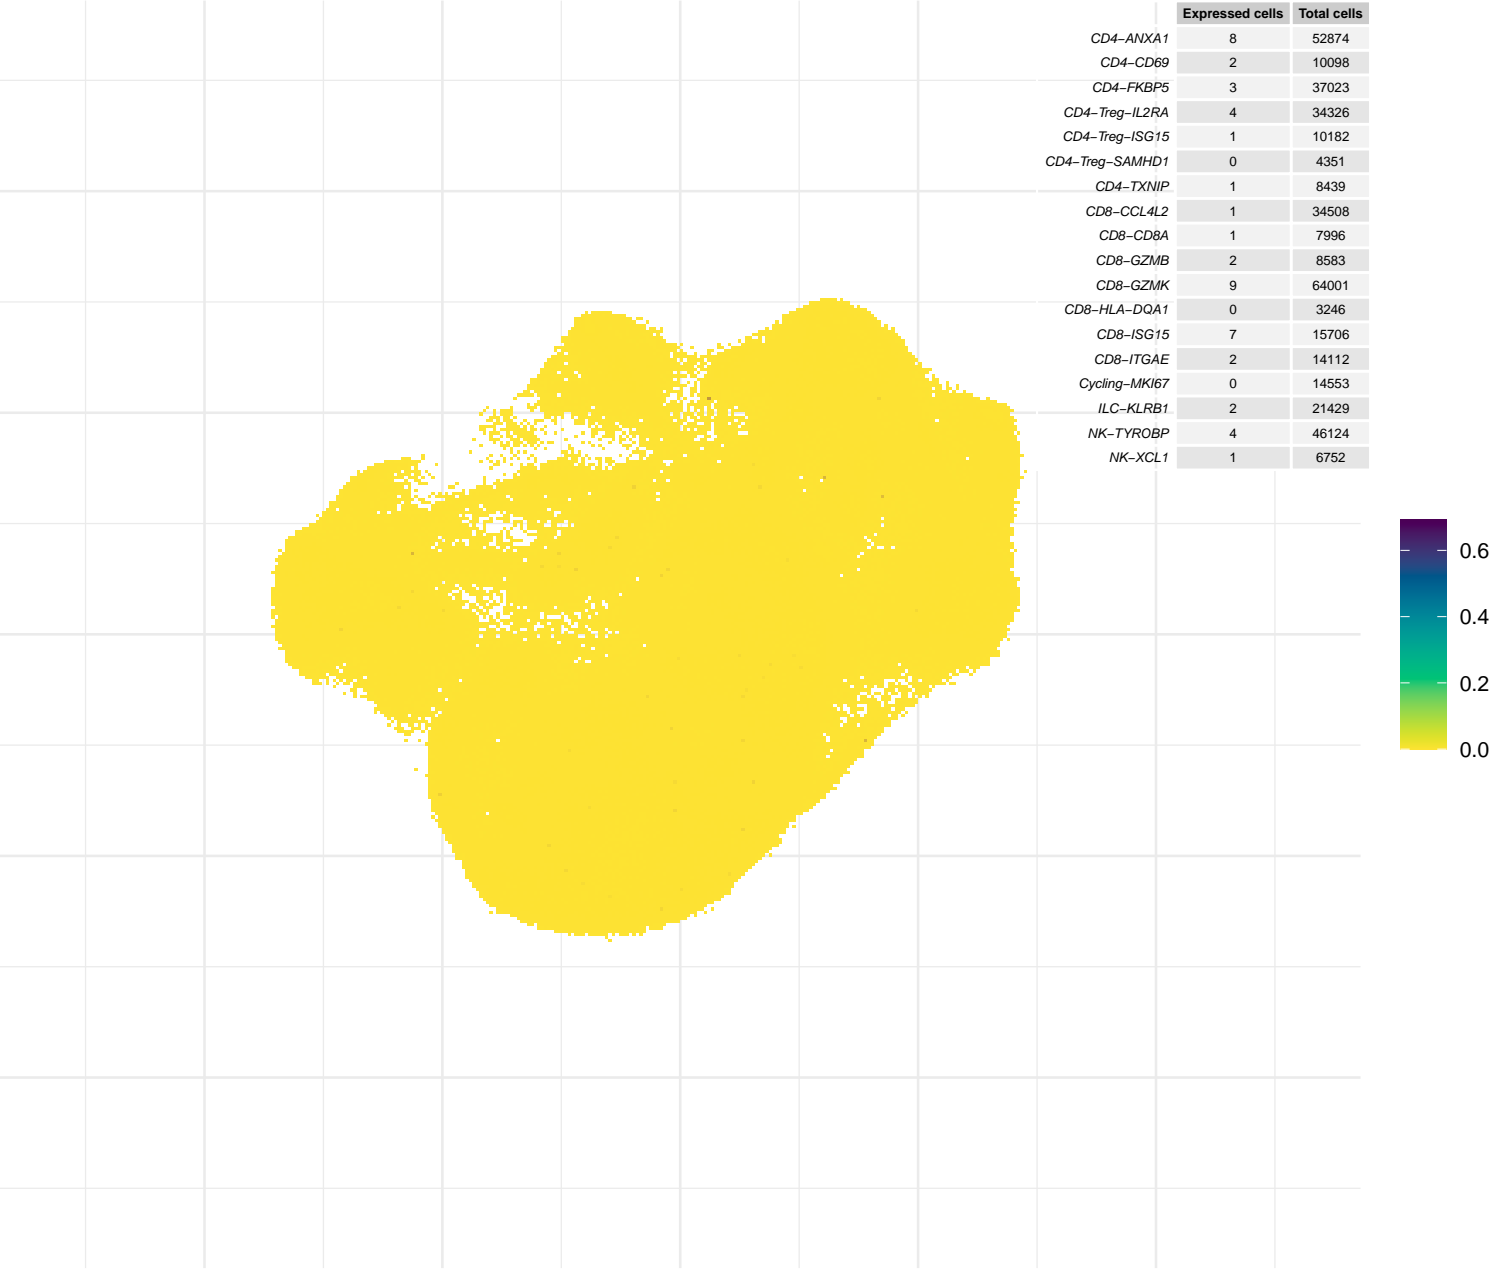 Expressed cells Total cells
CD4−ANXA1 8 52874
CD4−CD69 2 10098
CD4−FKBP5 3 37023
CD4−Treg−IL2RA 4 34326
CD4−Treg−ISG15 1 10182
CD4−Treg−SAMHD1 0 4351
CD4−TXNIP 1 8439
CD8−CCL4L2 1 34508
CD8−CD8A 1 7996
CD8−GZMB 2 8583
CD8−GZMK 9 64001
CD8−HLA−DQA1 0 3246
CD8−ISG15 7 15706
CD8−ITGAE 2 14112
Cycling−MKI67 0 14553
ILC−KLRB1 2 21429
NK−TYROBP 4 46124
NK−XCL1 1 6752
0.6
0.4
0.2
0.0